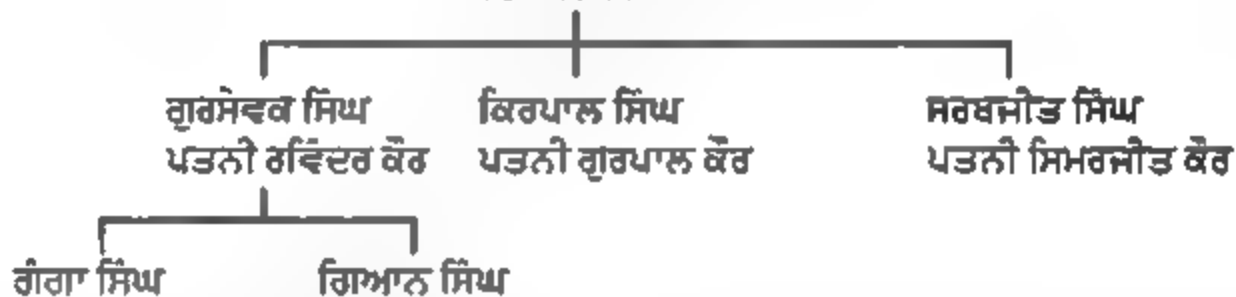 ਗੁਰਸੇਵਕ ਸਿੰਘ ਕਿਰਪਾਲ ਸਿੰਘ ਸਰਬਜੀਤ ਸਿੰਘ
ਪਤਨੀ ਰਵਿੰਦਰ ਕੌਰ ਪਤਨੀ ਗੁਰਪਾਲ ਕੌਰ ਪਤਨੀ ਸਿਮਰਜੀਤ ਕੌਰ
ਗੰਗਾ ਸਿੰਘ ਗਿਆਨ ਸਿੰਘ